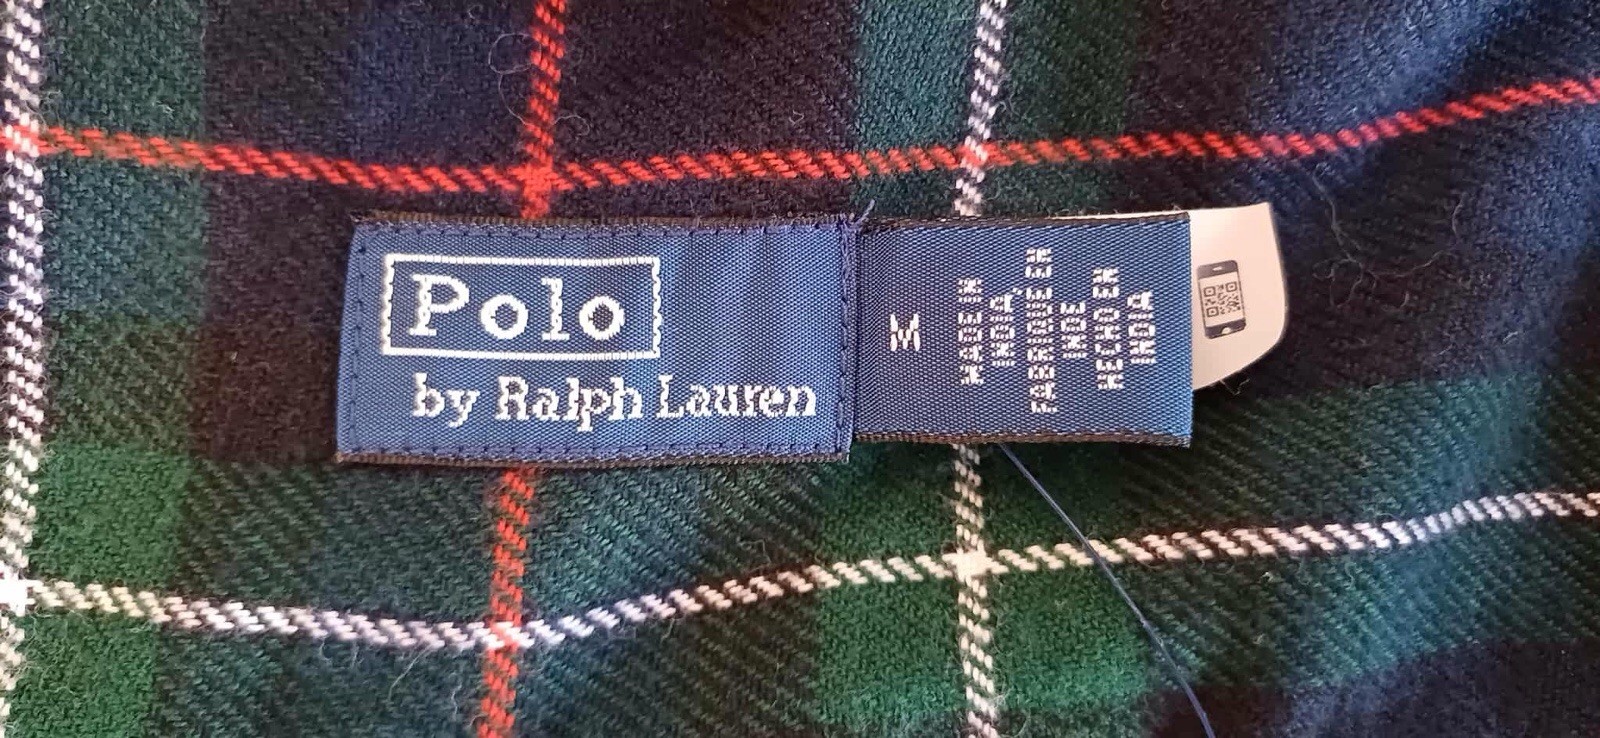 Polo
by Ralph Lauren
M
MADE IN
INDIA
FABRIQUÉ EN
INDE
HECHO EN
INDIA